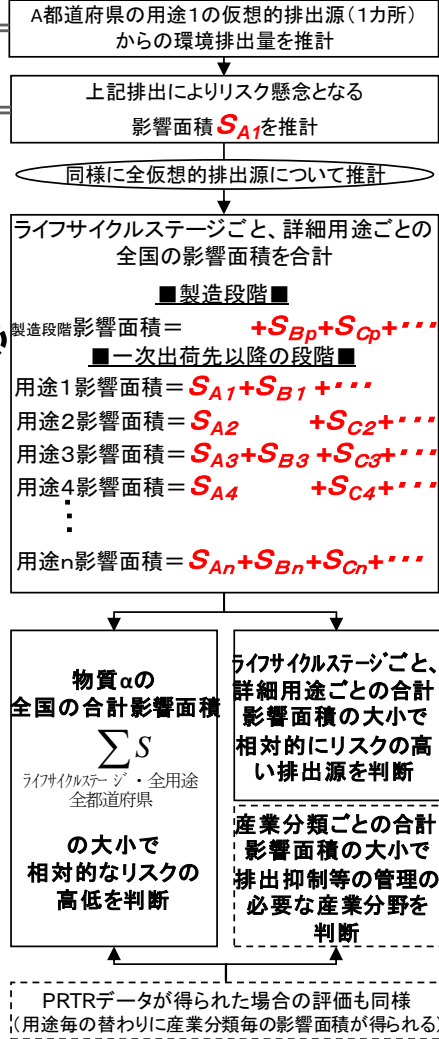 A都道府県の用途1の仮想的排出源(1カ所)
からの環境排出量を推計
上記排出によりリスク懸念となる
影響面積SA1を推計
同様に全仮想的排出源について推計
ライフサイクルステージごと、詳細用途ごとの
全国の影響面積を合計
■製造段階■
製造段階影響面積= +SBp+SCp+・・・
■一次出荷先以降の段階■
用途1影響面積=SA1+SB1+・・・
用途2影響面積=SA2 +SC2+・・・
用途3影響面積=SA3+SB3+SC3+・・・
用途4影響面積=SA4 +SC4+・・・
⋮
用途n影響面積=SAn+SBn+SCn+・・・
物質αの
全国の合計影響面積
∑S
ライフサイクルステージ・全用途
全都道府県
の大小で
相対的なリスクの
高低を判断
ライフサイクルステージごと、
詳細用途ごとの合計
影響面積の大小で
相対的にリスクの高
い排出源を判断
産業分類ごとの合計
影響面積の大小で
排出抑制等の管理の
必要な産業分野を
判断
PRTRデータが得られた場合の評価も同様
(用途毎の替わりに産業分類毎の影響面積が得られる)